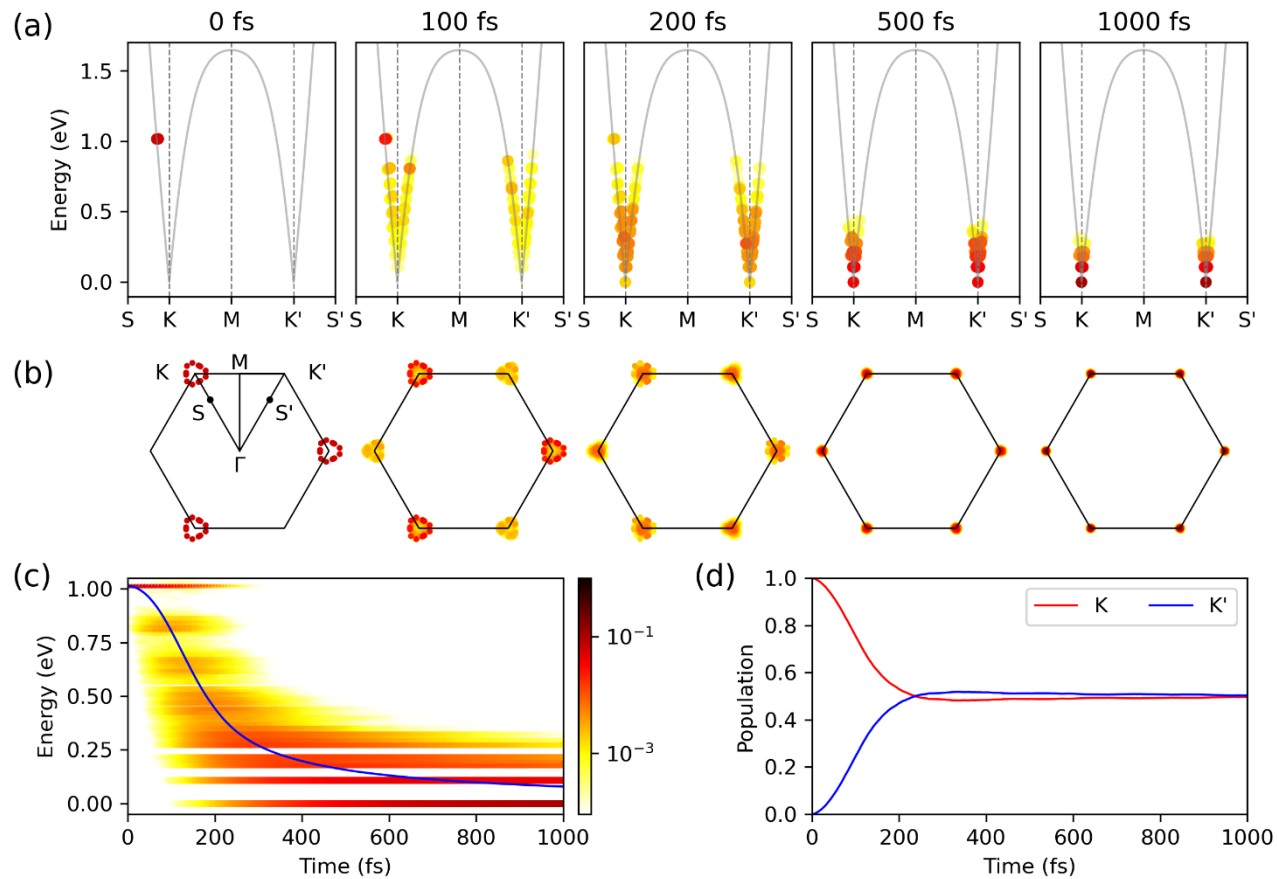 (a)
0 fs
100 fs
200 fs
500 fs
1000 fs
Energy (eV)
1.5
1.0
0.5
0.0
S K M K' S'
S K M K' S'
S K M K' S'
S K M K' S'
S K M K' S'
(b)
K M K'
S S'
Γ
(c)
Energy (eV)
1.00
0.75
0.50
0.25
0.00
0 200 400 600 800 1000
Time (fs)
10⁻¹
10⁻³
(d)
Population
1.0
0.8
0.6
0.4
0.2
0.0
K K'
0 200 400 600 800 1000
Time (fs)